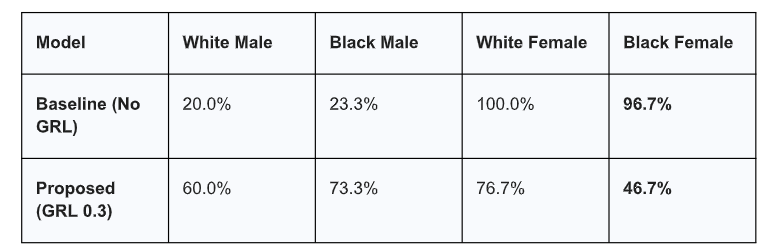 Model White Male Black Male White Female Black Female
Baseline (No 20.0% 23.3% 100.0% 96.7%
GRL)
Proposed 60.0% 73.3% 76.7% 46.7%
(GRL 0.3)